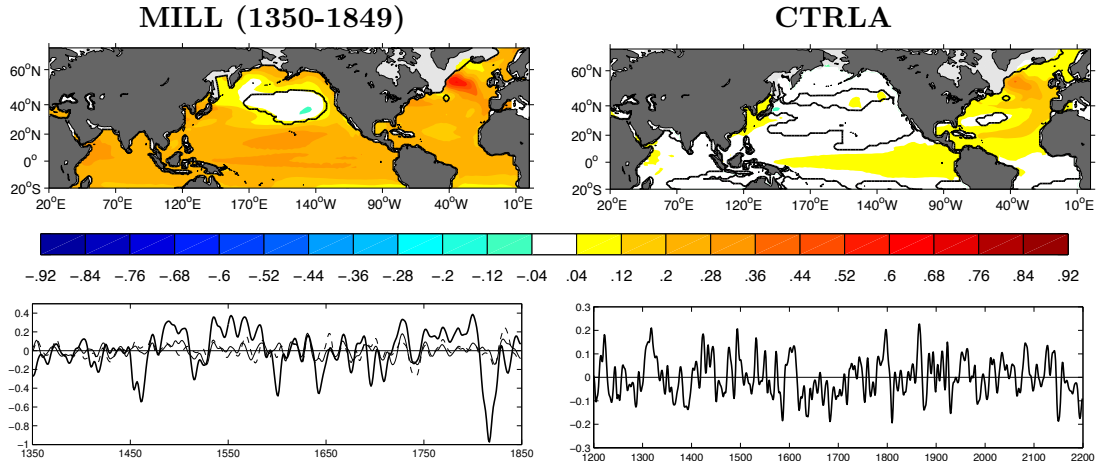 MILL (1350-1849)
CTRLA
60°N
40°N
20°N
0°
20°S
20°E 70°E 120°E 170°E 140°W 90°W 40°W 10°E
60°N
40°N
20°N
0°
20°S
20°E 70°E 120°E 170°E 140°W 90°W 40°W 10°E
-.92 -.84 -.76 -.68 -.6 -.52 -.44 -.36 -.28 -.2 -.12 -.04 .04 .12 .2 .28 .36 .44 .52 .6 .68 .76 .84 .92
0.4
0.2
0
-0.2
-0.4
-0.6
-0.8
-1
1350 1450 1550 1650 1750 1850
0.3
0.2
0.1
0
-0.1
-0.2
-0.3
1200 1300 1400 1500 1600 1700 1800 1900 2000 2100 2200